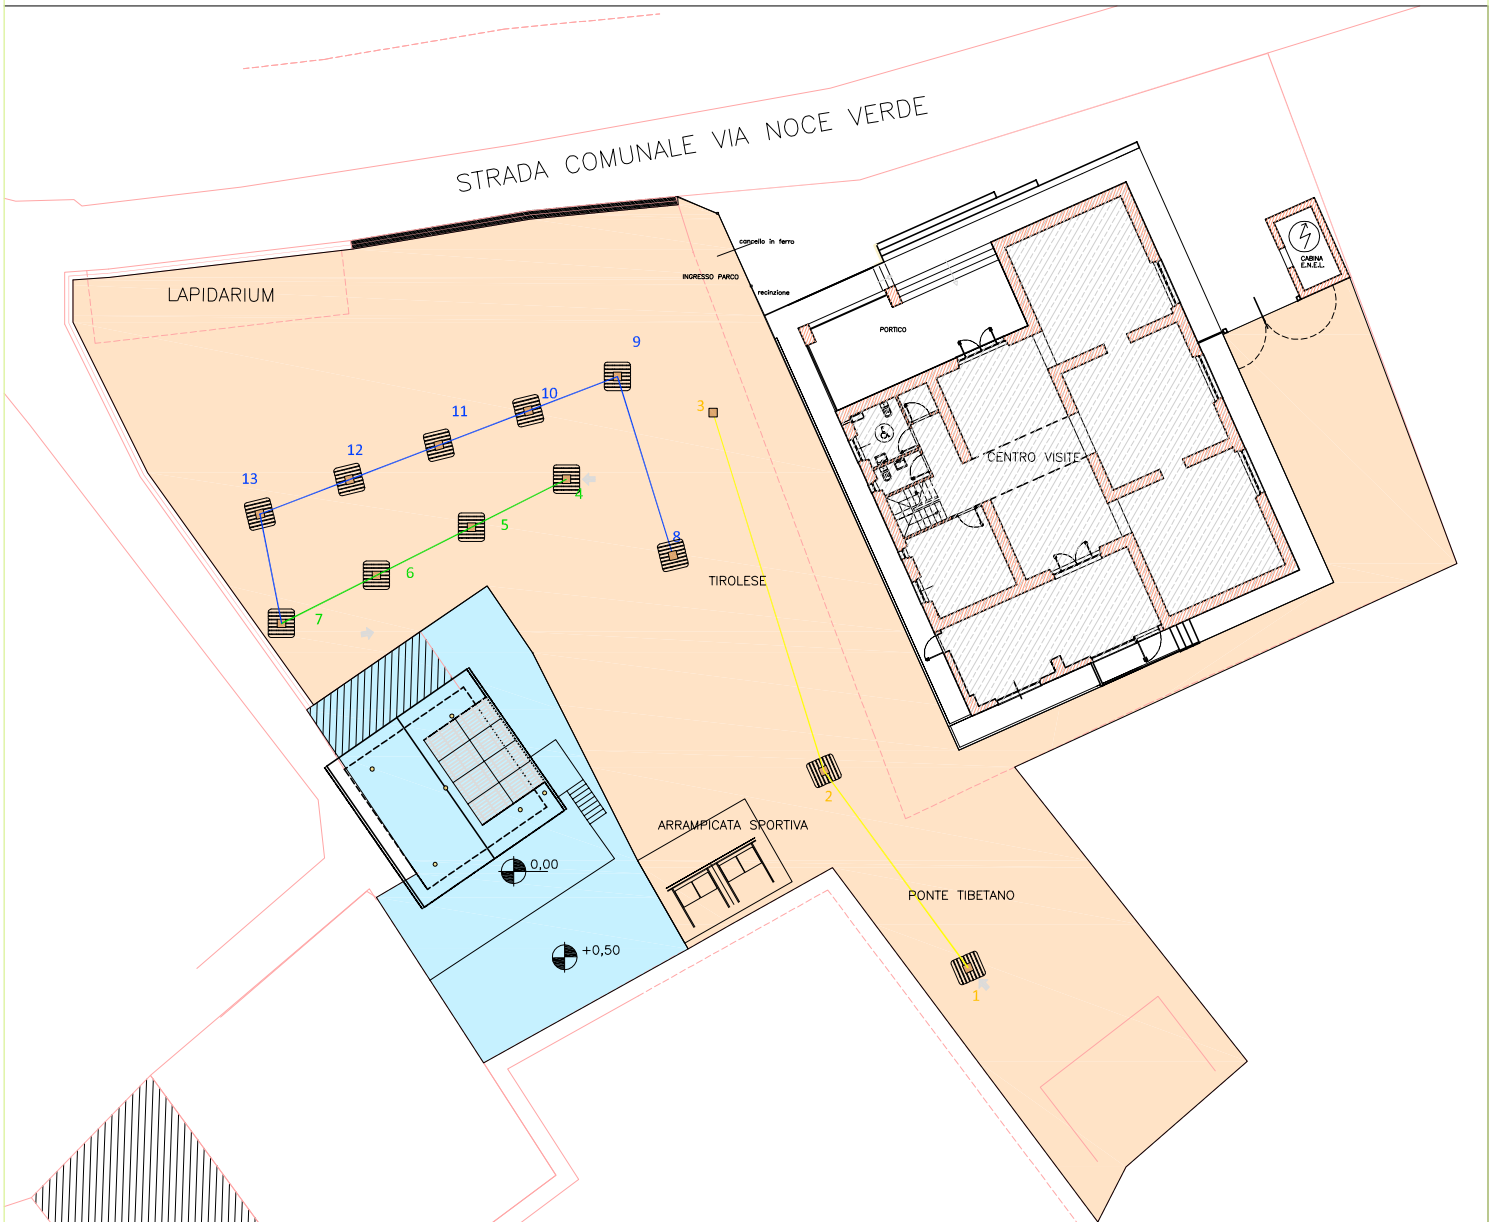 STRADA COMUNALE VIA NOCE VERDE
cancello in ferro
INGRESSO PARCO
recinzione
CABINA
E.N.E.L.
LAPIDARIUM
PORTICO
9
10
3
11
12
CENTRO VISITE
13
4
5
8
6
TIROLESE
7
2
ARRAMPICATA SPORTIVA
0,00
PONTE TIBETANO
+0,50
1